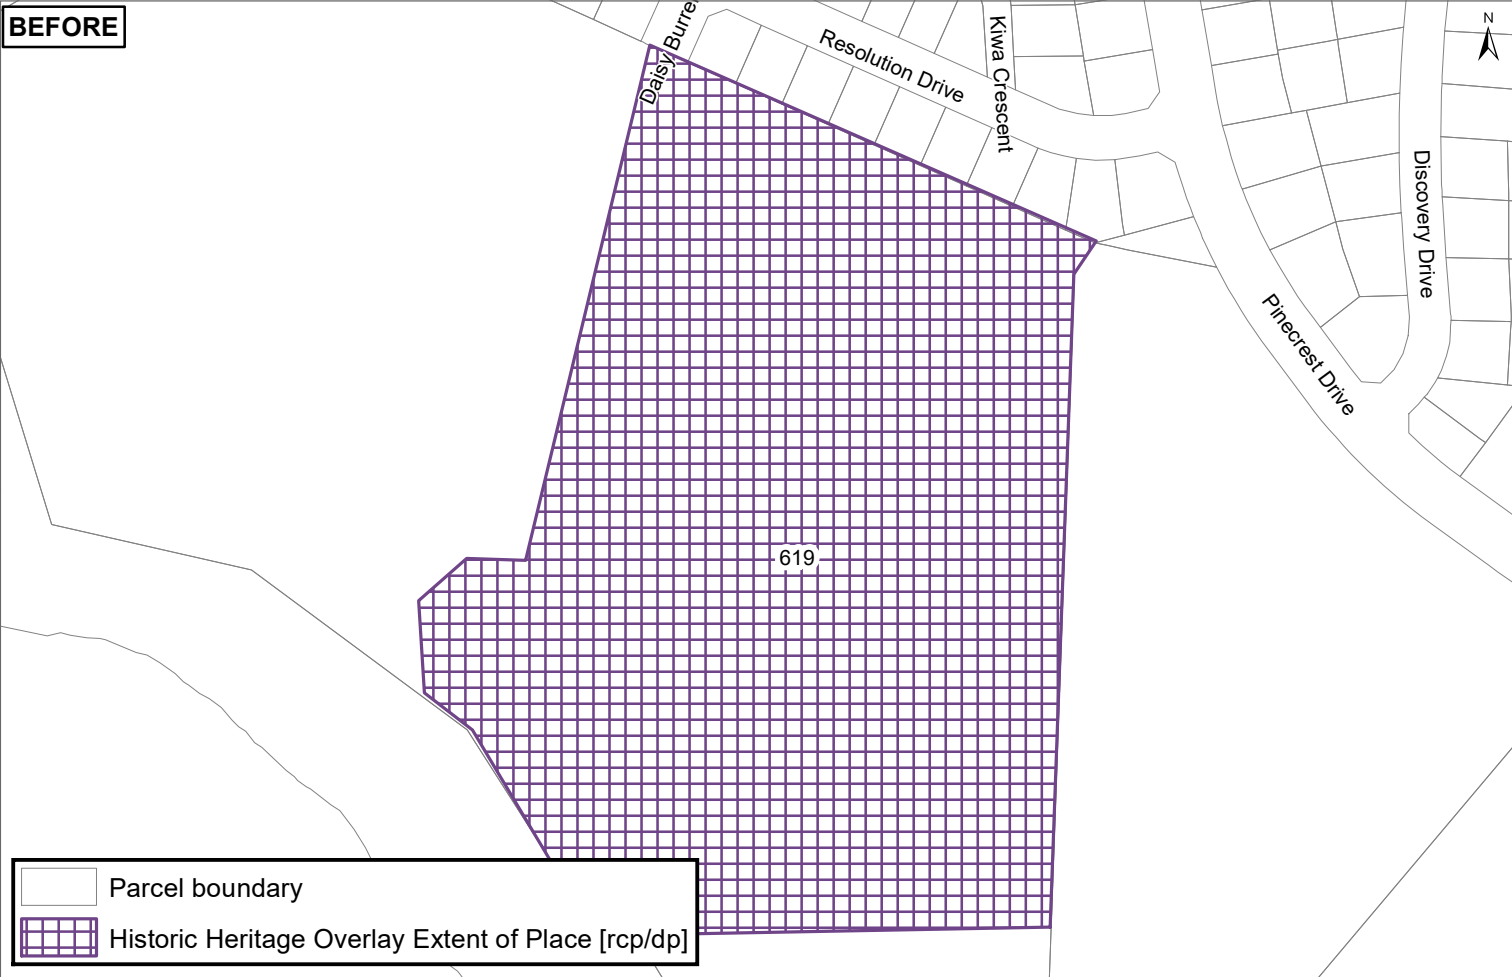 BEFORE
N
Daisy Burre
Resolution Drive
Kiwa Crescent
Discovery Drive
Pinecrest Drive
619
Parcel boundary
Historic Heritage Overlay Extent of Place [rcp/dp]